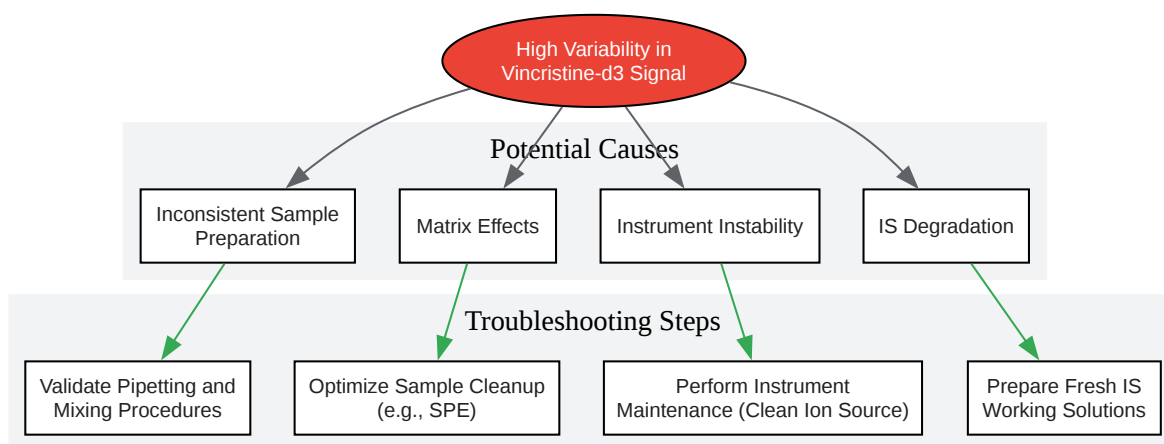 High Variability in
Vincristine-d3 Signal
Potential Causes
Inconsistent Sample
Preparation
Matrix Effects
Instrument Instability
IS Degradation
Troubleshooting Steps
Validate Pipetting and
Mixing Procedures
Optimize Sample Cleanup
(e.g., SPE)
Perform Instrument
Maintenance (Clean Ion Source)
Prepare Fresh IS
Working Solutions